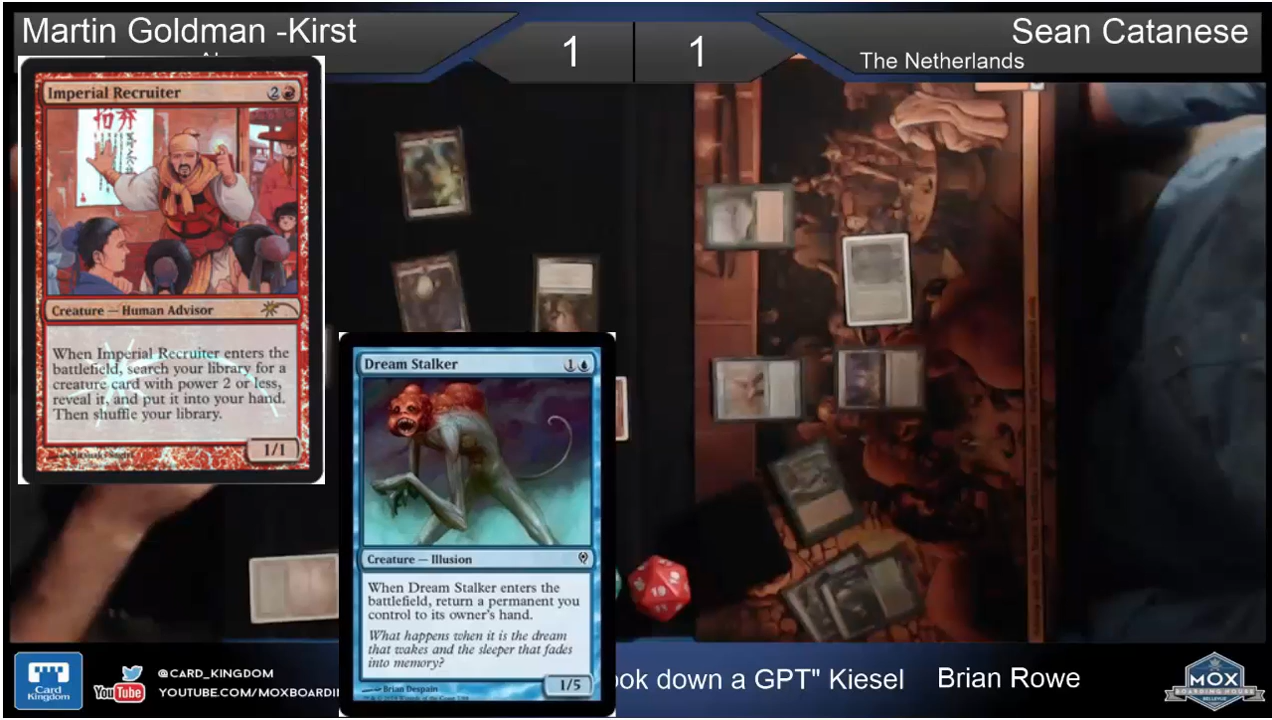 Martin Goldman -Kirst
1
1
Sean Catanese
The Netherlands
Imperial Recruiter
2
Creature — Human Advisor
When Imperial Recruiter enters the
battlefield, search your library for a
creature card with power 2 or less,
reveal it, and put it into your hand.
Then shuffle your library.
1/1
Dream Stalker
1
Creature — Illusion
When Dream Stalker enters the
battlefield, return a permanent you
control to its owner's hand.
What happens when it is the dream
that wakes and the sleeper that fades
into memory?
Brian Despain
1/5
Card
Kingdom
@CARD_KINGDOM
You Tube
YOUTUBE.COM/MOXBOARDI
ook down a GPT" Kiesel
Brian Rowe
MOX
BOARDING HOUSE
BELLEVUE